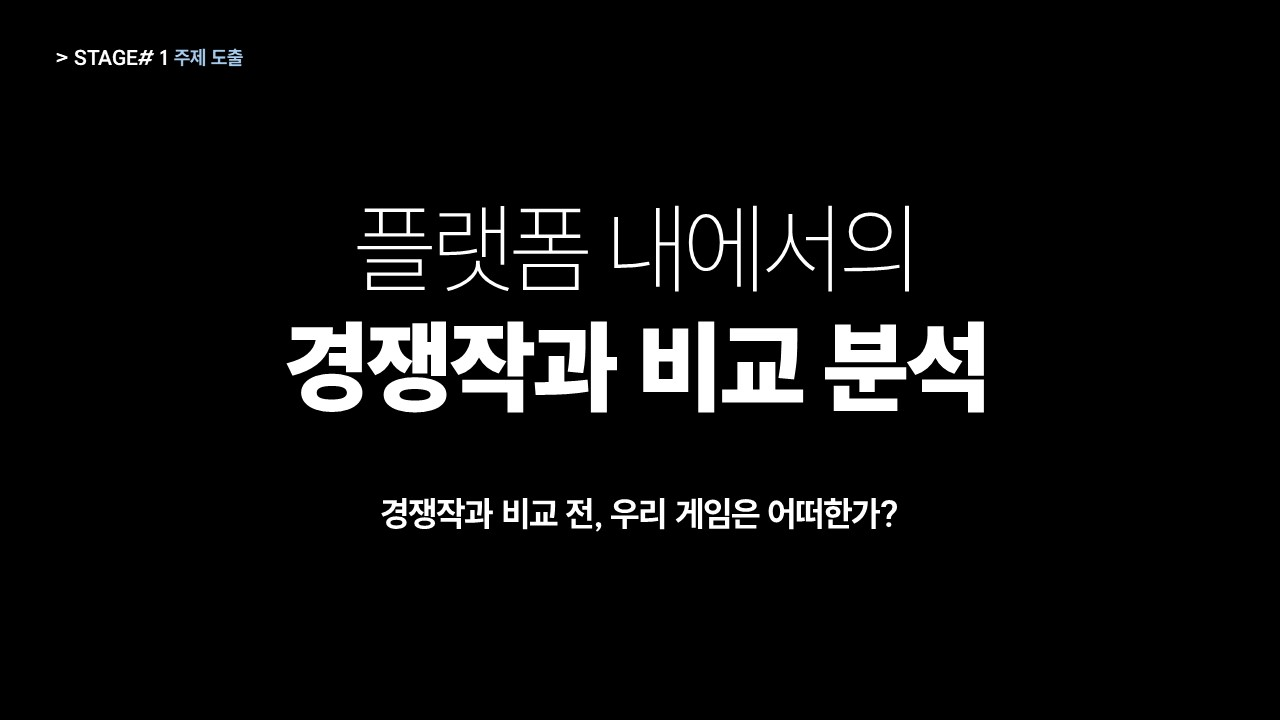 > STAGE# 1 주제 도출
플랫폼 내에서의
경쟁작과 비교 분석
경쟁작과 비교 전, 우리 게임은 어떠한가?